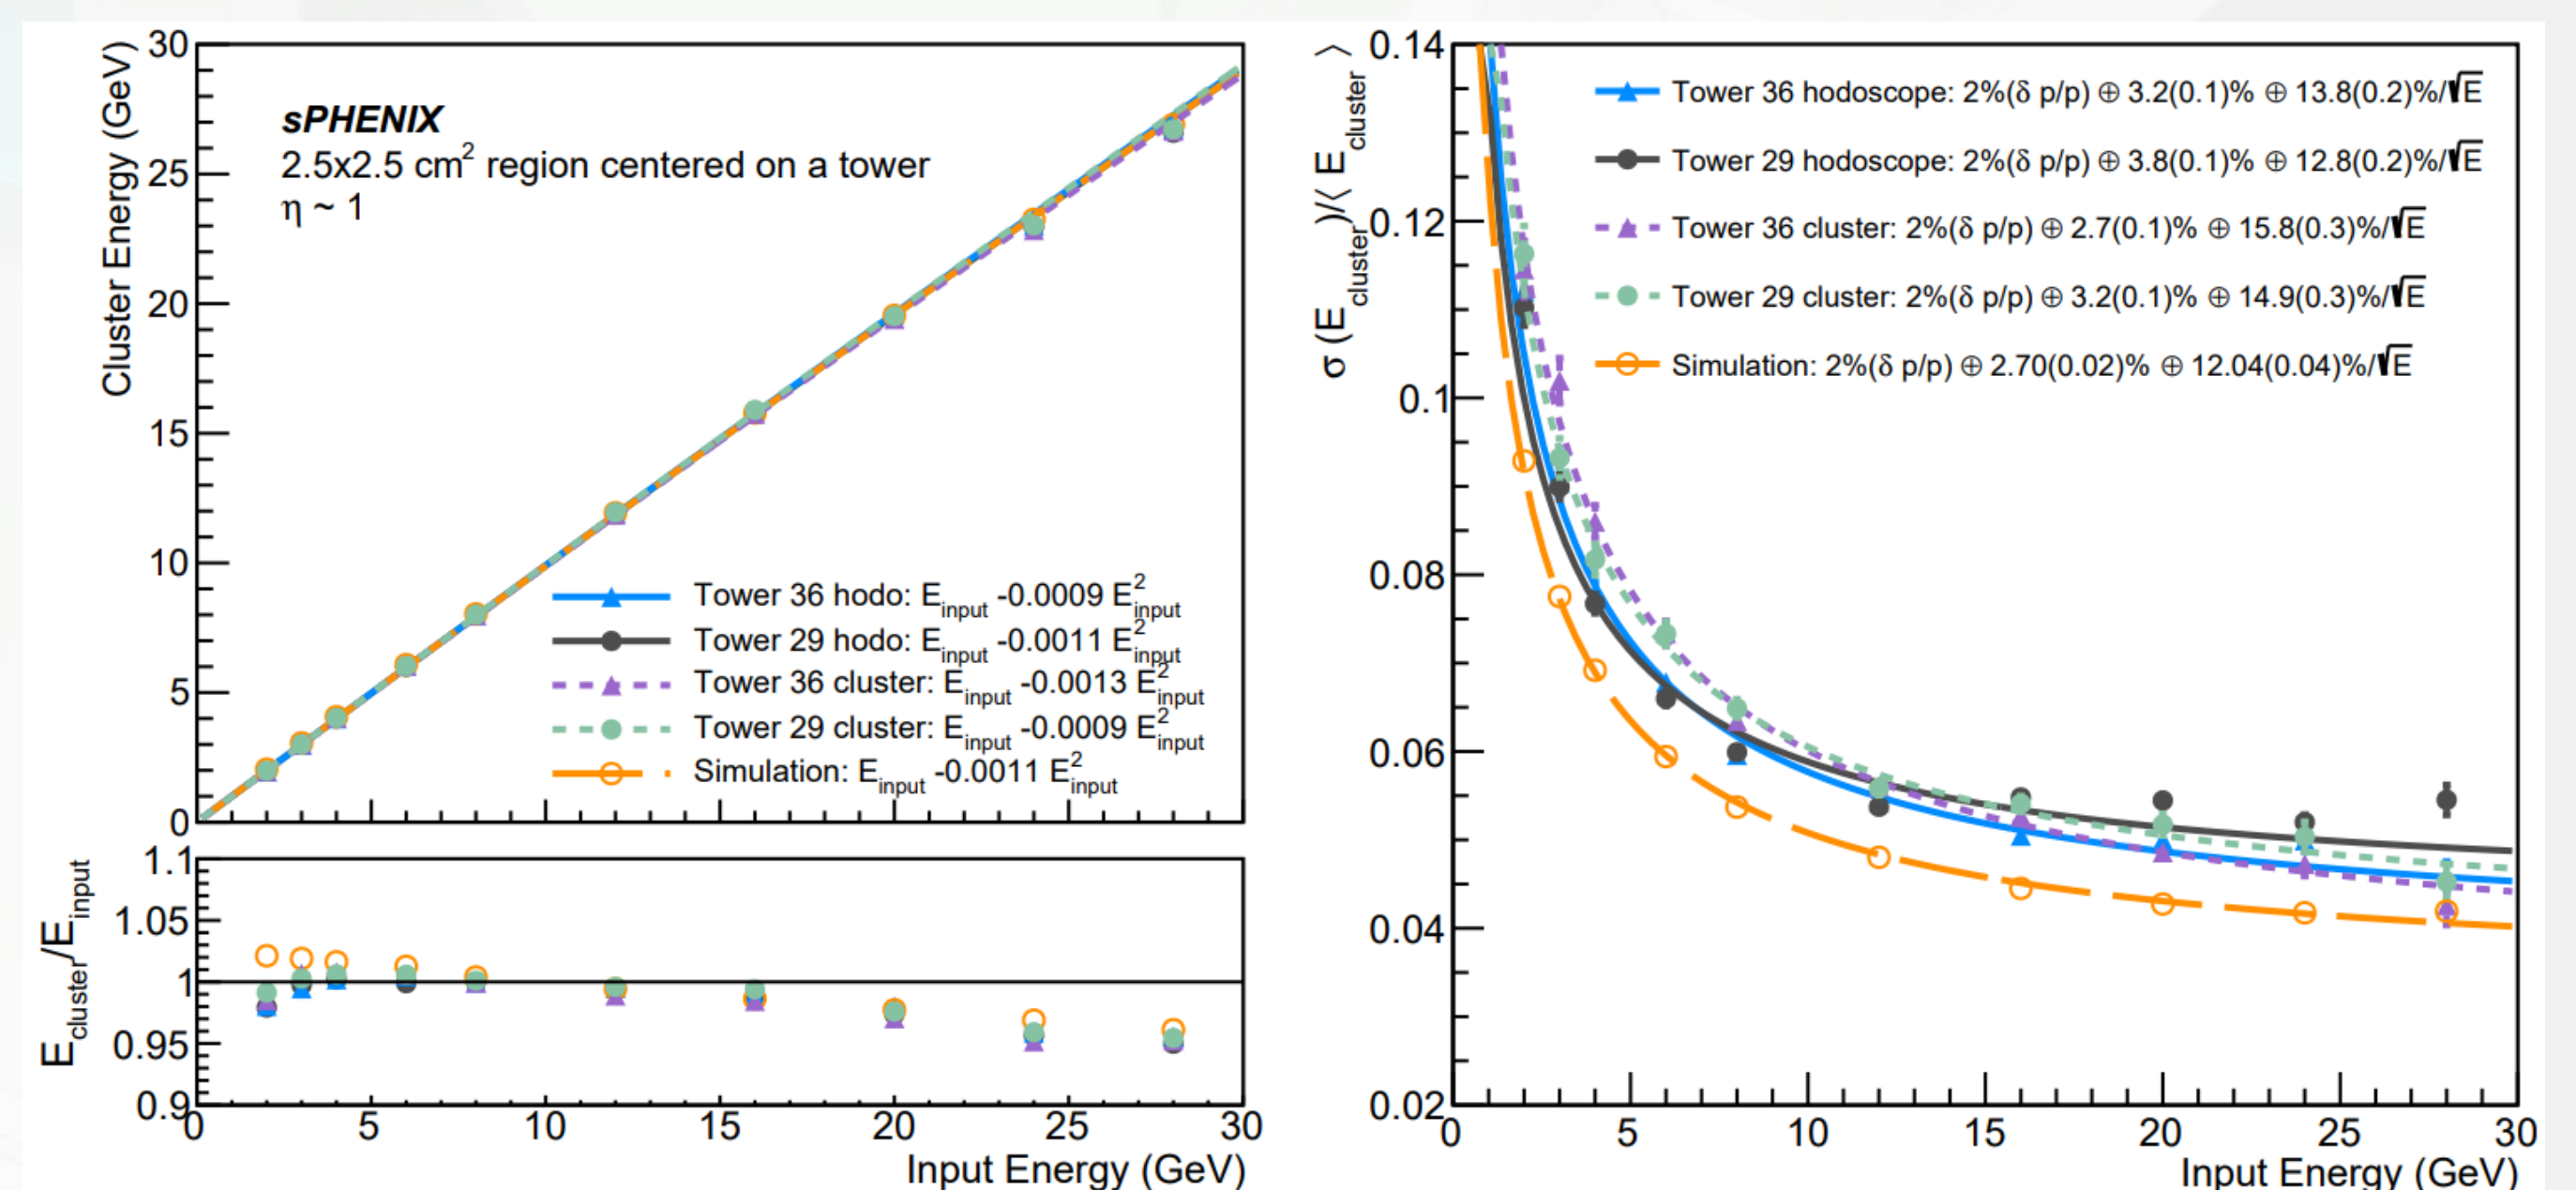 Cluster Energy (GeV)
30
25
20
15
10
5
0
sPHENIX
2.5x2.5 cm² region centered on a tower
η ~ 1
Tower 36 hodo: E_input -0.0009 E²_input
Tower 29 hodo: E_input -0.0011 E²_input
Tower 36 cluster: E_input -0.0013 E²_input
Tower 29 cluster: E_input -0.0009 E²_input
Simulation: E_input -0.0011 E²_input
E_cluster/E_input
1.1
1.05
1
0.95
0.9
0 5 10 15 20 25 30
Input Energy (GeV)
σ (E_cluster)/⟨ E_cluster ⟩
0.14
0.12
0.1
0.08
0.06
0.04
0.02
Tower 36 hodoscope: 2%(δ p/p) ⊕ 3.2(0.1)% ⊕ 13.8(0.2)%/√E
Tower 29 hodoscope: 2%(δ p/p) ⊕ 3.8(0.1)% ⊕ 12.8(0.2)%/√E
Tower 36 cluster: 2%(δ p/p) ⊕ 2.7(0.1)% ⊕ 15.8(0.3)%/√E
Tower 29 cluster: 2%(δ p/p) ⊕ 3.2(0.1)% ⊕ 14.9(0.3)%/√E
Simulation: 2%(δ p/p) ⊕ 2.70(0.02)% ⊕ 12.04(0.04)%/√E
0 5 10 15 20 25 30
Input Energy (GeV)